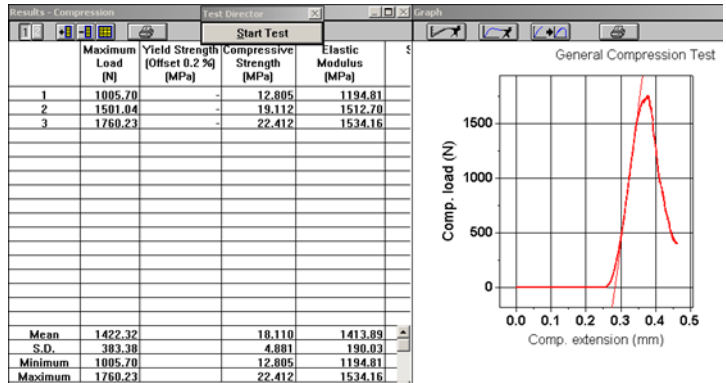 Results - Compression
Test Director
Start Test
Maximum Load (N) Yield Strength (Offset 0.2 %) (MPa) Compressive Strength (MPa) Elastic Modulus (MPa)
1 1005.70 - 12.805 1194.81
2 1501.04 - 19.112 1512.70
3 1760.23 - 22.412 1534.16
Mean 1422.32 18.110 1413.89
S.D. 383.38 4.881 190.03
Minimum 1005.70 12.805 1194.81
Maximum 1760.23 22.412 1534.16
Graph
General Compression Test
Comp. load (N)
1500
1000
500
0
0.0 0.1 0.2 0.3 0.4 0.5
Comp. extension (mm)